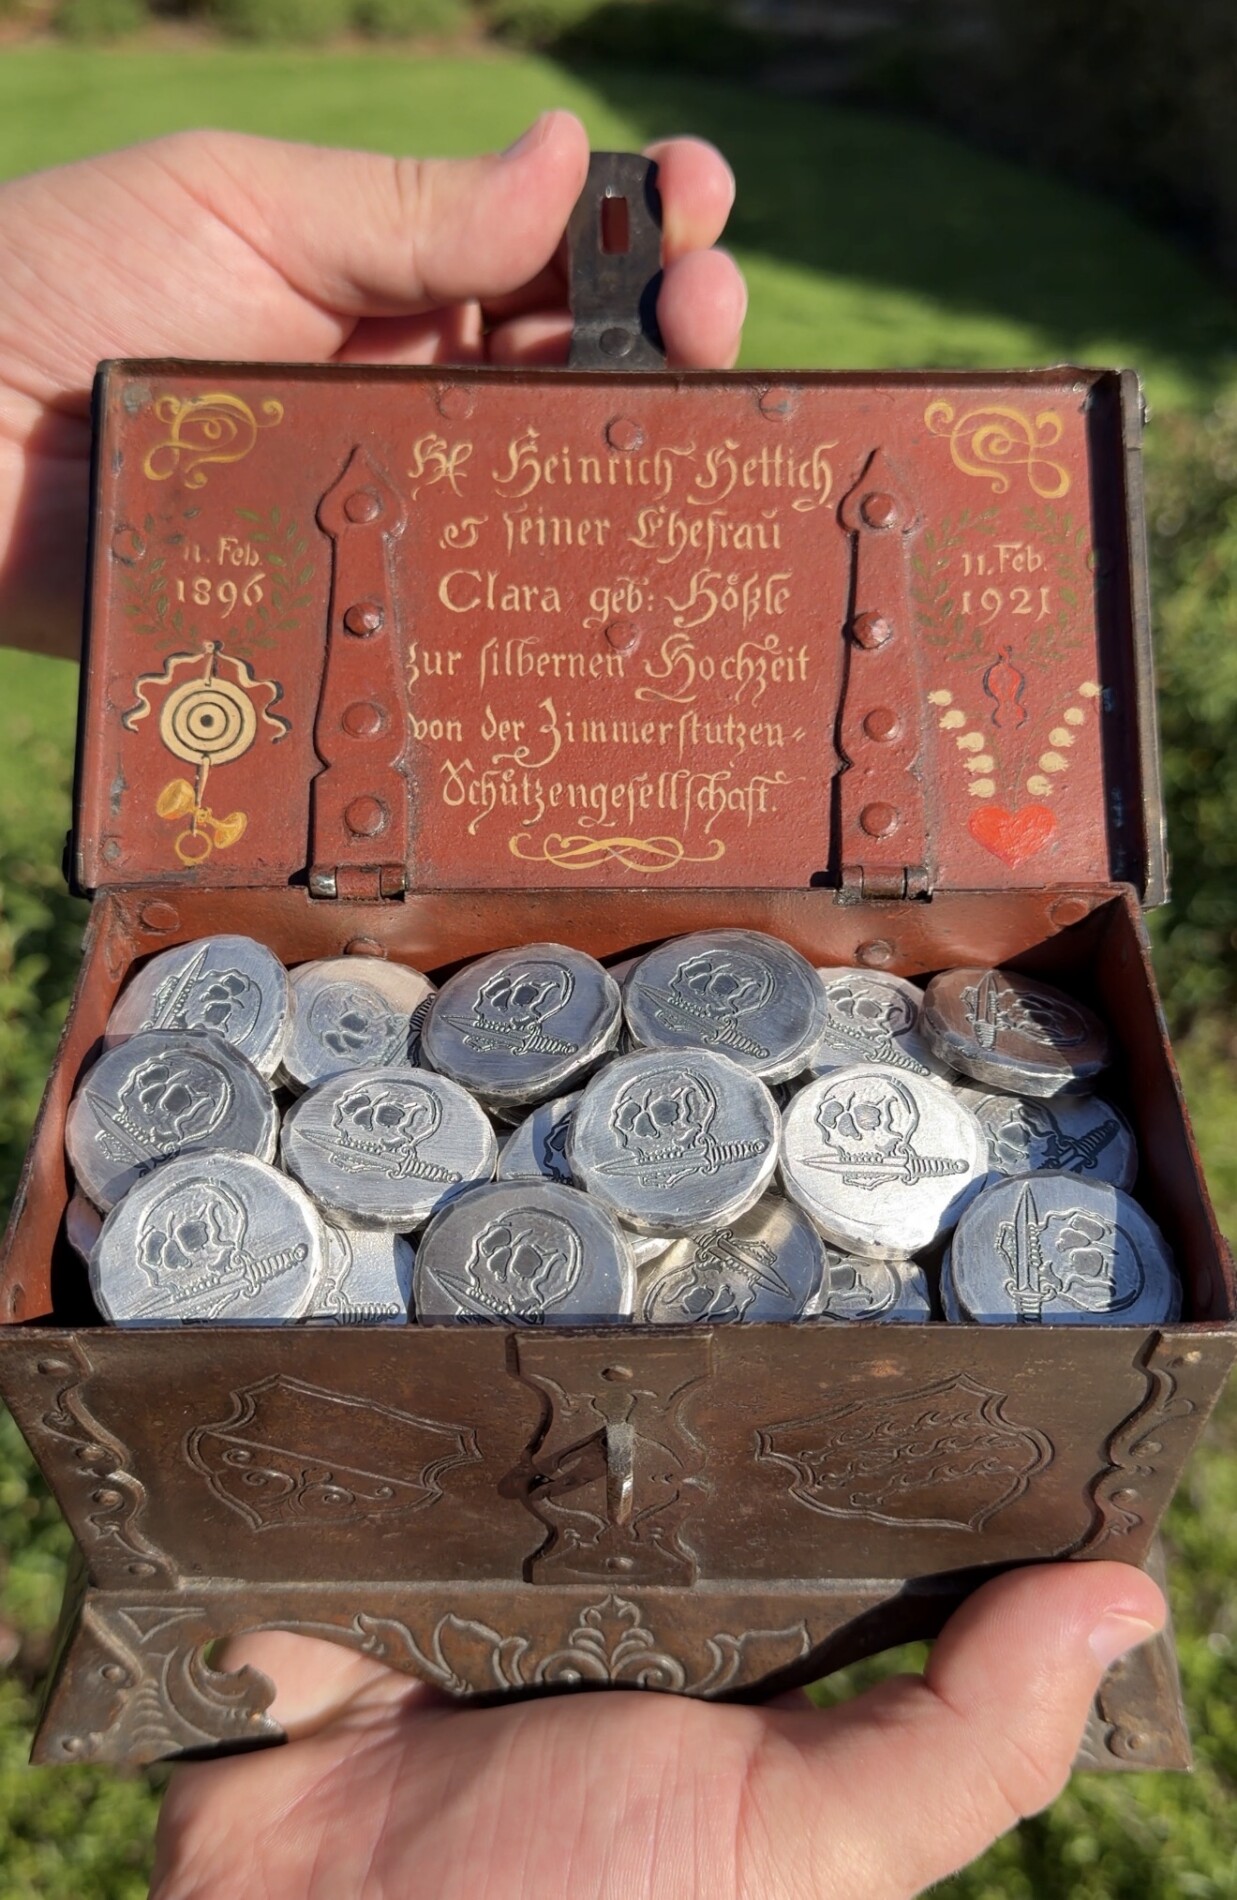 Hr. Heinrich Hettich
& seiner Ehefrau
Clara geb: Hößle
zur silbernen Hochzeit
von der Zimmerstutzen-
Schützengesellschaft.
11. Feb.
1896
11. Feb.
1921